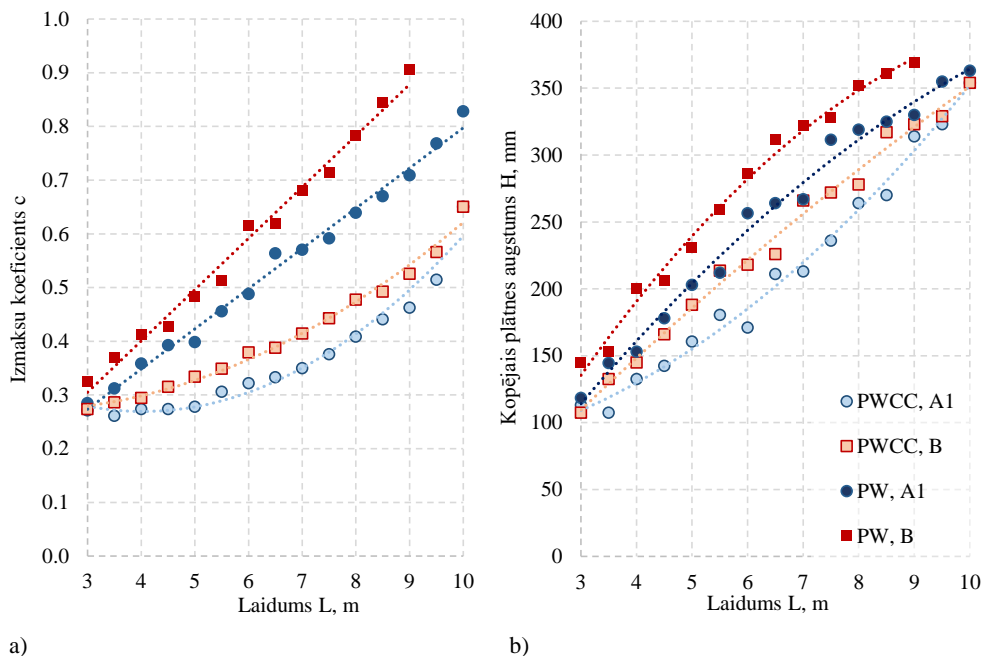 Izmaksu koeficients c
1.0
0.9
0.8
0.7
0.6
0.5
0.4
0.3
0.2
0.1
0.0
3 4 5 6 7 8 9 10
Laidums L, m
a)
Kopējais plātnes augstums H, mm
400
350
300
250
200
150
100
50
0
3 4 5 6 7 8 9 10
Laidums L, m
PWCC, A1
PWCC, B
PW, A1
PW, B
b)